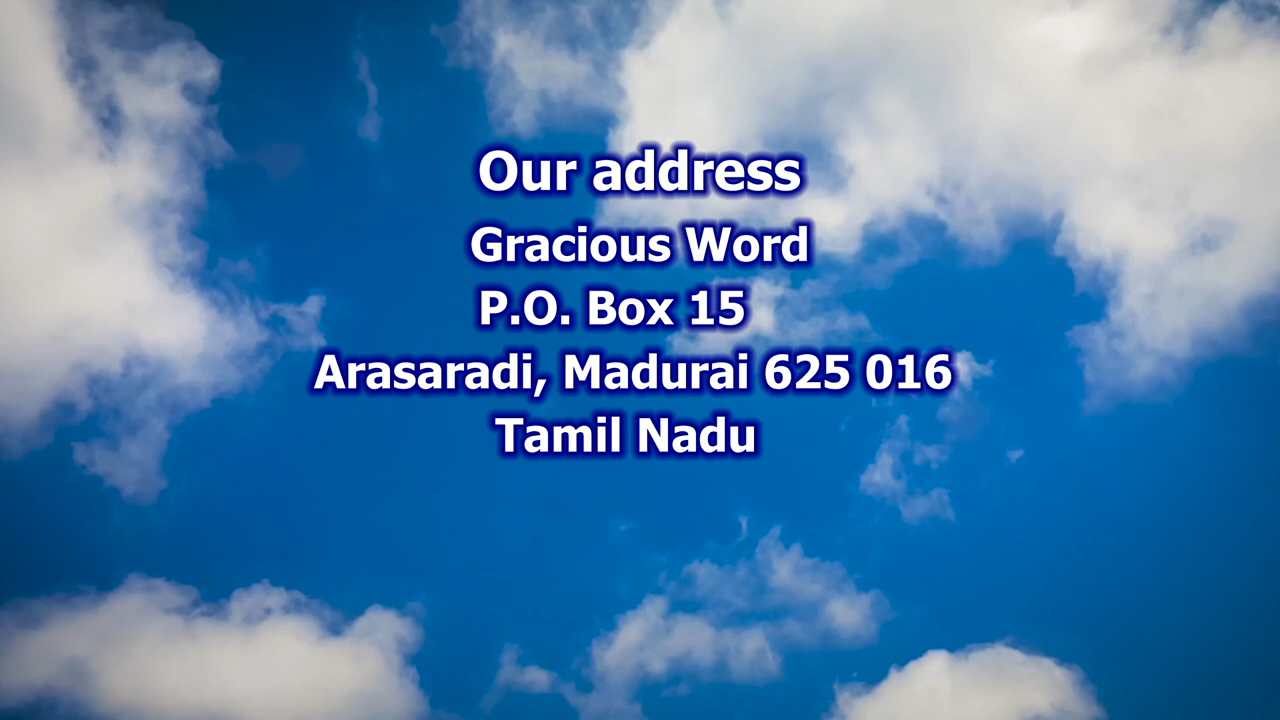 Our address
Gracious Word
P.O. Box 15
Arasaradi, Madurai 625 016
Tamil Nadu